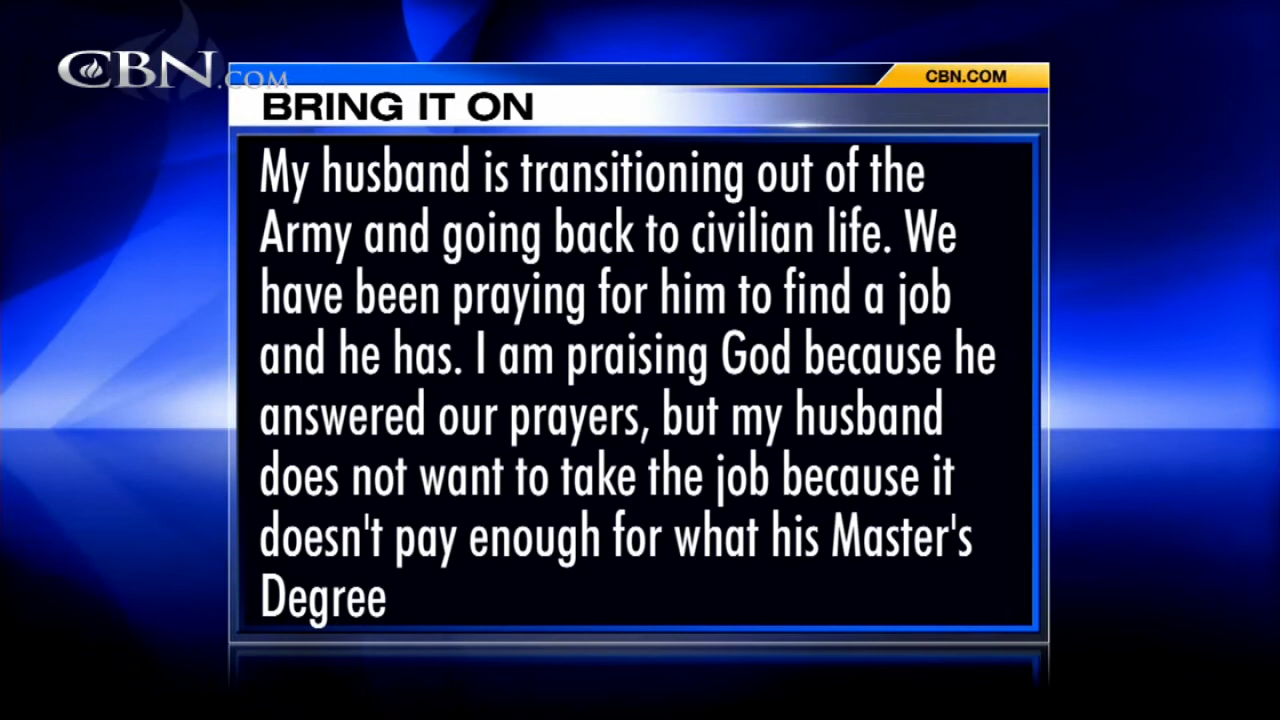 CBN.COM
CBN.COM
BRING IT ON
My husband is transitioning out of the
Army and going back to civilian life. We
have been praying for him to find a job
and he has. I am praising God because he
answered our prayers, but my husband
does not want to take the job because it
doesn't pay enough for what his Master's
Degree